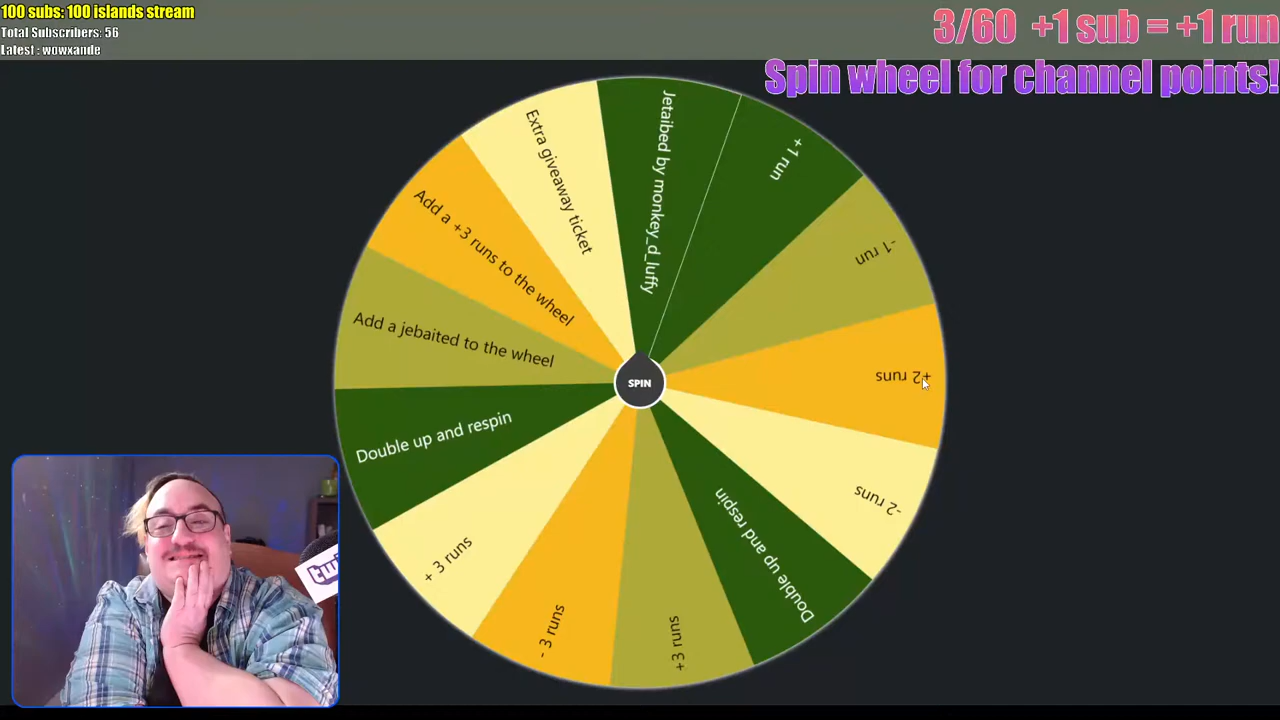 100 subs: 100 islands stream
Total Subscribers: 56
Latest : wowxande
3/60 +1 sub = +1 run
Spin wheel for channel points!
Jetaibed by monkey_d_luffy
+1 run
-1 run
+2 runs
-2 runs
Double up and respin
+3 runs
- 3 runs
+ 3 runs
Double up and respin
Add a jebaited to the wheel
Add a +3 runs to the wheel
Extra giveaway ticket
SPIN